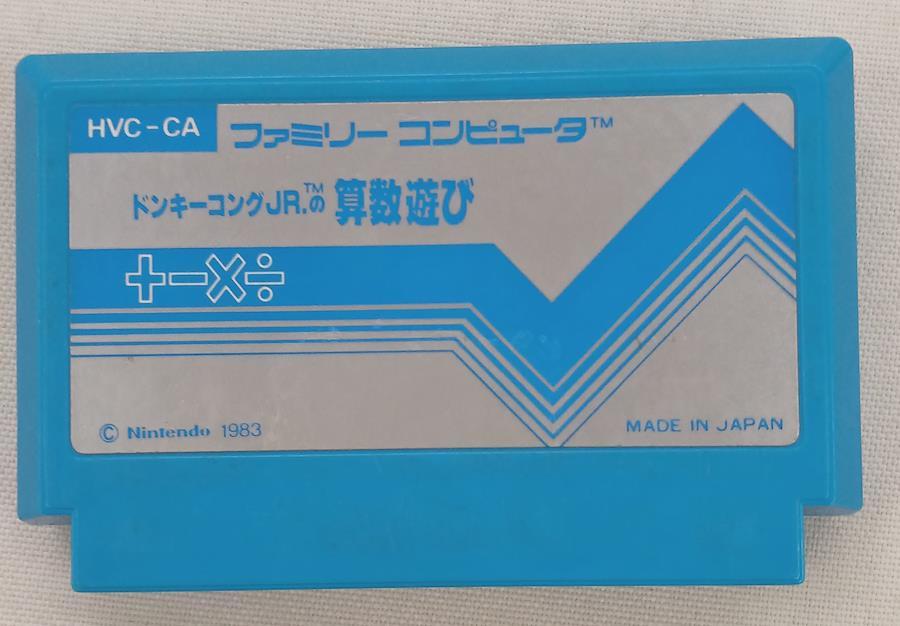 HVC-CA
ファミリー コンピュータ™
ドンキーコングJR.™の 算数遊び
+-×÷
© Nintendo 1983
MADE IN JAPAN